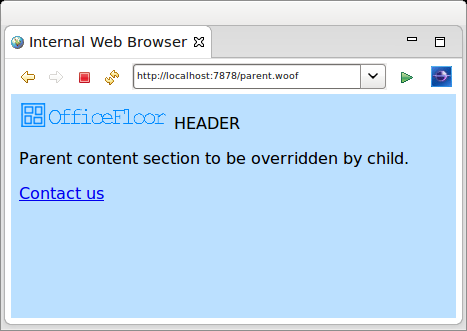 Internal Web Browser
http://localhost:7878/parent.woof
OfficeFloor HEADER
Parent content section to be overridden by child.
Contact us